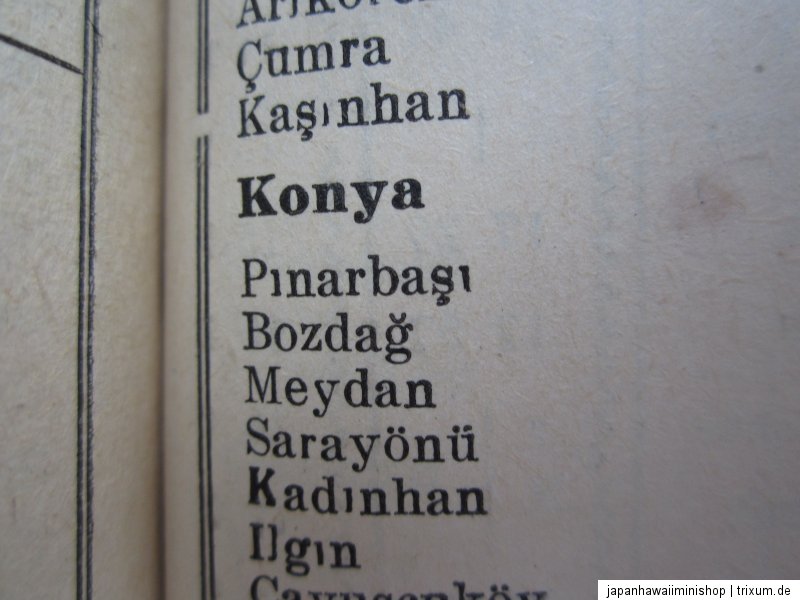 Çumra
Kaşınhan
Konya
Pınarbaşı
Bozdağ
Meydan
Sarayönü
Kadınhan
Ilgın
japanhawaiiminishop | trixum.de